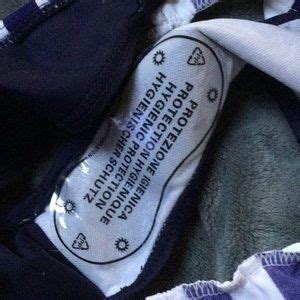 PROTEZIONE IGIENICA
PROTECTION HYGIENIQUE
HYGIENIC PROTECTION
HYGIENISCHER SCHUTZ